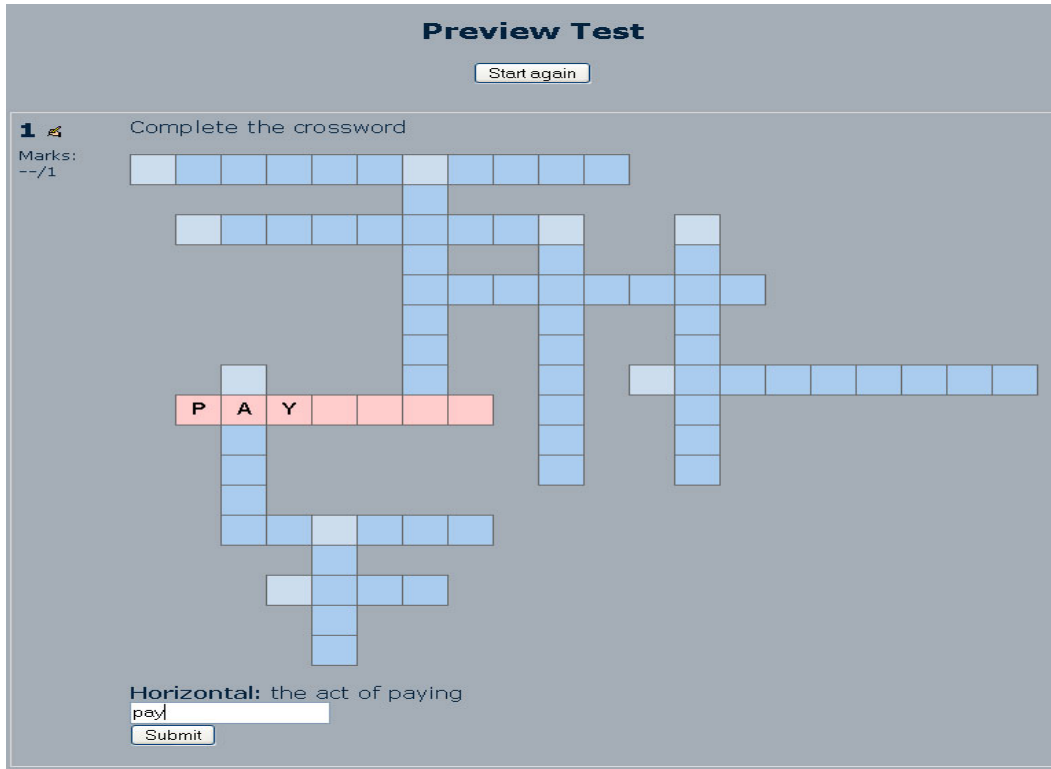 Preview Test
Start again
1 Complete the crossword
Marks:
--/1
P A Y
Horizontal: the act of paying
pay
Submit